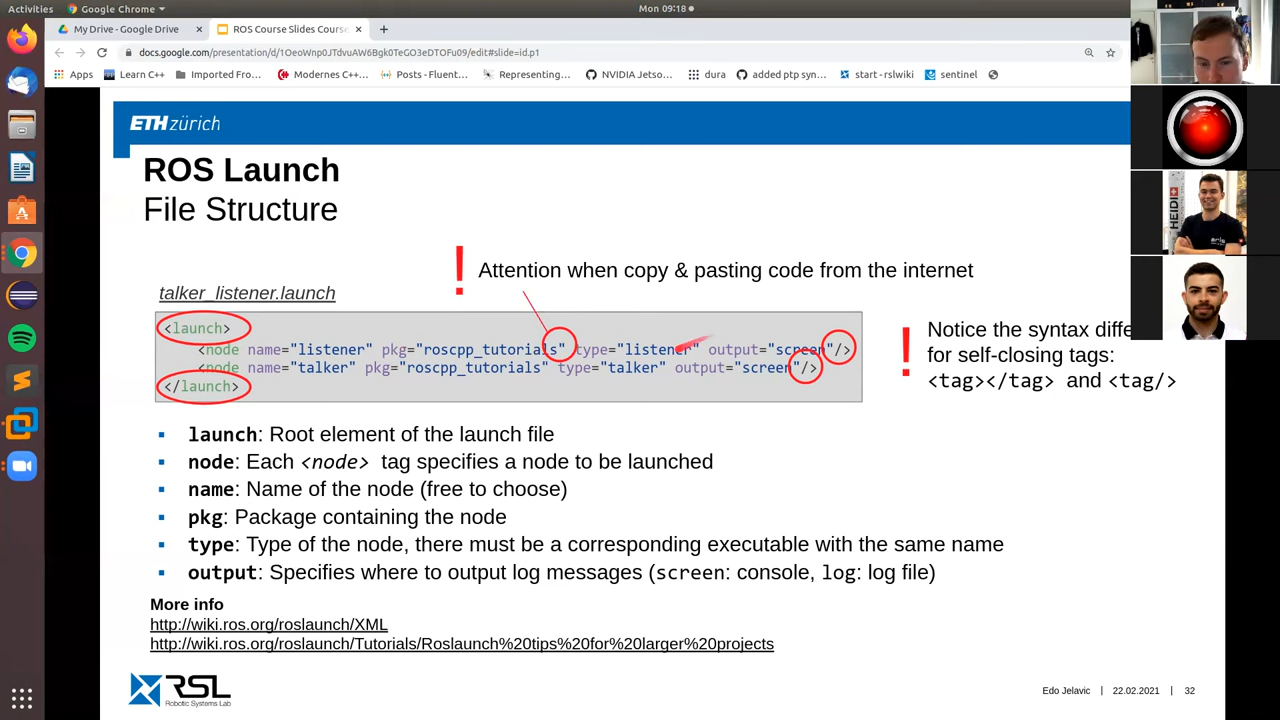 Activities Google Chrome Mon 09:18
My Drive - Google Drive ROS Course Slides Course
docs.google.com/presentation/d/1OeoWnp0JTdvuAW6Bgk0TeGO3eDTOFu09/edit#slide=id.p1
Apps Learn C++ Imported Fro... Modernes C++... Posts - Fluent... Representing... NVIDIA Jetso... dura added ptp syn... start - rslwiki sentinel
ETH zürich
ROS Launch
File Structure
! Attention when copy & pasting code from the internet
talker_listener.launch
<launch>
<node name="listener" pkg="roscpp_tutorials" type="listener" output="screen"/>
<node name="talker" pkg="roscpp_tutorials" type="talker" output="screen"/>
</launch>
! Notice the syntax diffe
for self-closing tags:
<tag></tag> and <tag/>
launch: Root element of the launch file
node: Each <node> tag specifies a node to be launched
name: Name of the node (free to choose)
pkg: Package containing the node
type: Type of the node, there must be a corresponding executable with the same name
output: Specifies where to output log messages (screen: console, log: log file)
More info
http://wiki.ros.org/roslaunch/XML
http://wiki.ros.org/roslaunch/Tutorials/Roslaunch%20tips%20for%20larger%20projects
RSL
Robotic Systems Lab
Edo Jelavic | 22.02.2021 | 32
HEIDI